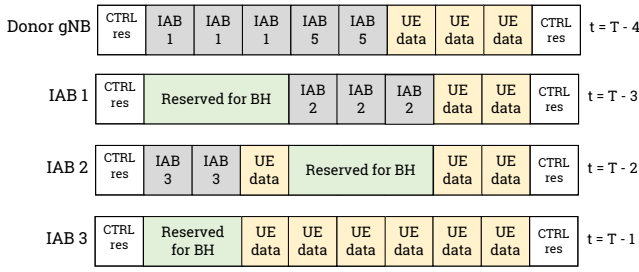 Donor gNB CTRL res IAB 1 IAB 1 IAB 1 IAB 5 IAB 5 UE data UE data UE data CTRL res t = T - 4
IAB 1 CTRL res Reserved for BH IAB 2 IAB 2 IAB 2 UE data UE data CTRL res t = T - 3
IAB 2 CTRL res IAB 3 IAB 3 UE data Reserved for BH UE data UE data CTRL res t = T - 2
IAB 3 CTRL res Reserved for BH UE data UE data UE data UE data UE data UE data CTRL res t = T - 1